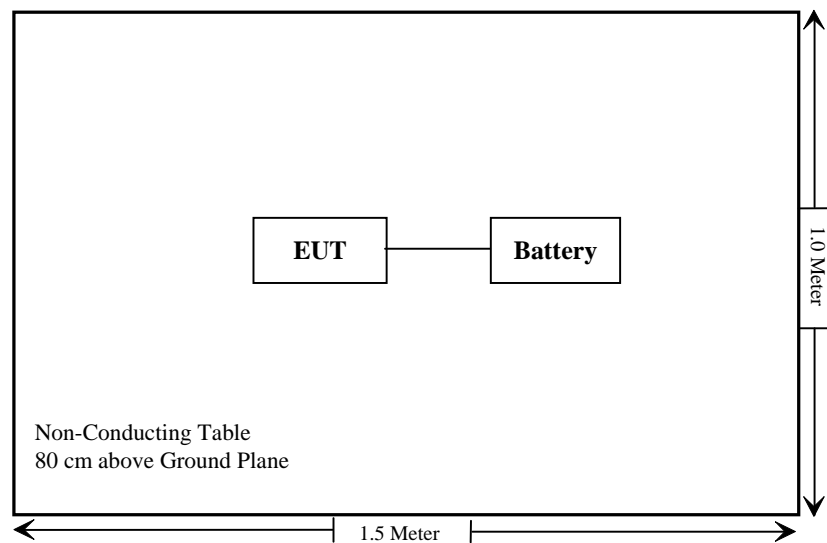 EUT
Battery
1.0 Meter
Non-Conducting Table
80 cm above Ground Plane
1.5 Meter